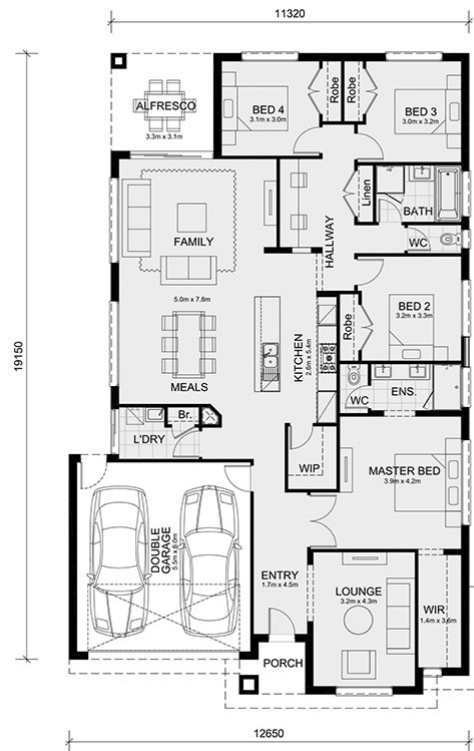 11320
ALFRESCO
3.3m x 3.1m
BED 4
3.1m x 3.0m
Robe
Robe
BED 3
3.0m x 3.2m
Linen
BATH
WC
HALLWAY
FAMILY
5.0m x 7.8m
MEALS
KITCHEN
2.6m x 5.4m
BED 2
3.2m x 3.3m
Robe
WC
ENS.
Br.
L'DRY
WIP
MASTER BED
3.9m x 4.2m
19150
DOUBLE
GARAGE
5.5m x 6.0m
ENTRY
1.7m x 4.5m
LOUNGE
3.2m x 4.3m
WIR
1.4m x 3.6m
PORCH
12650